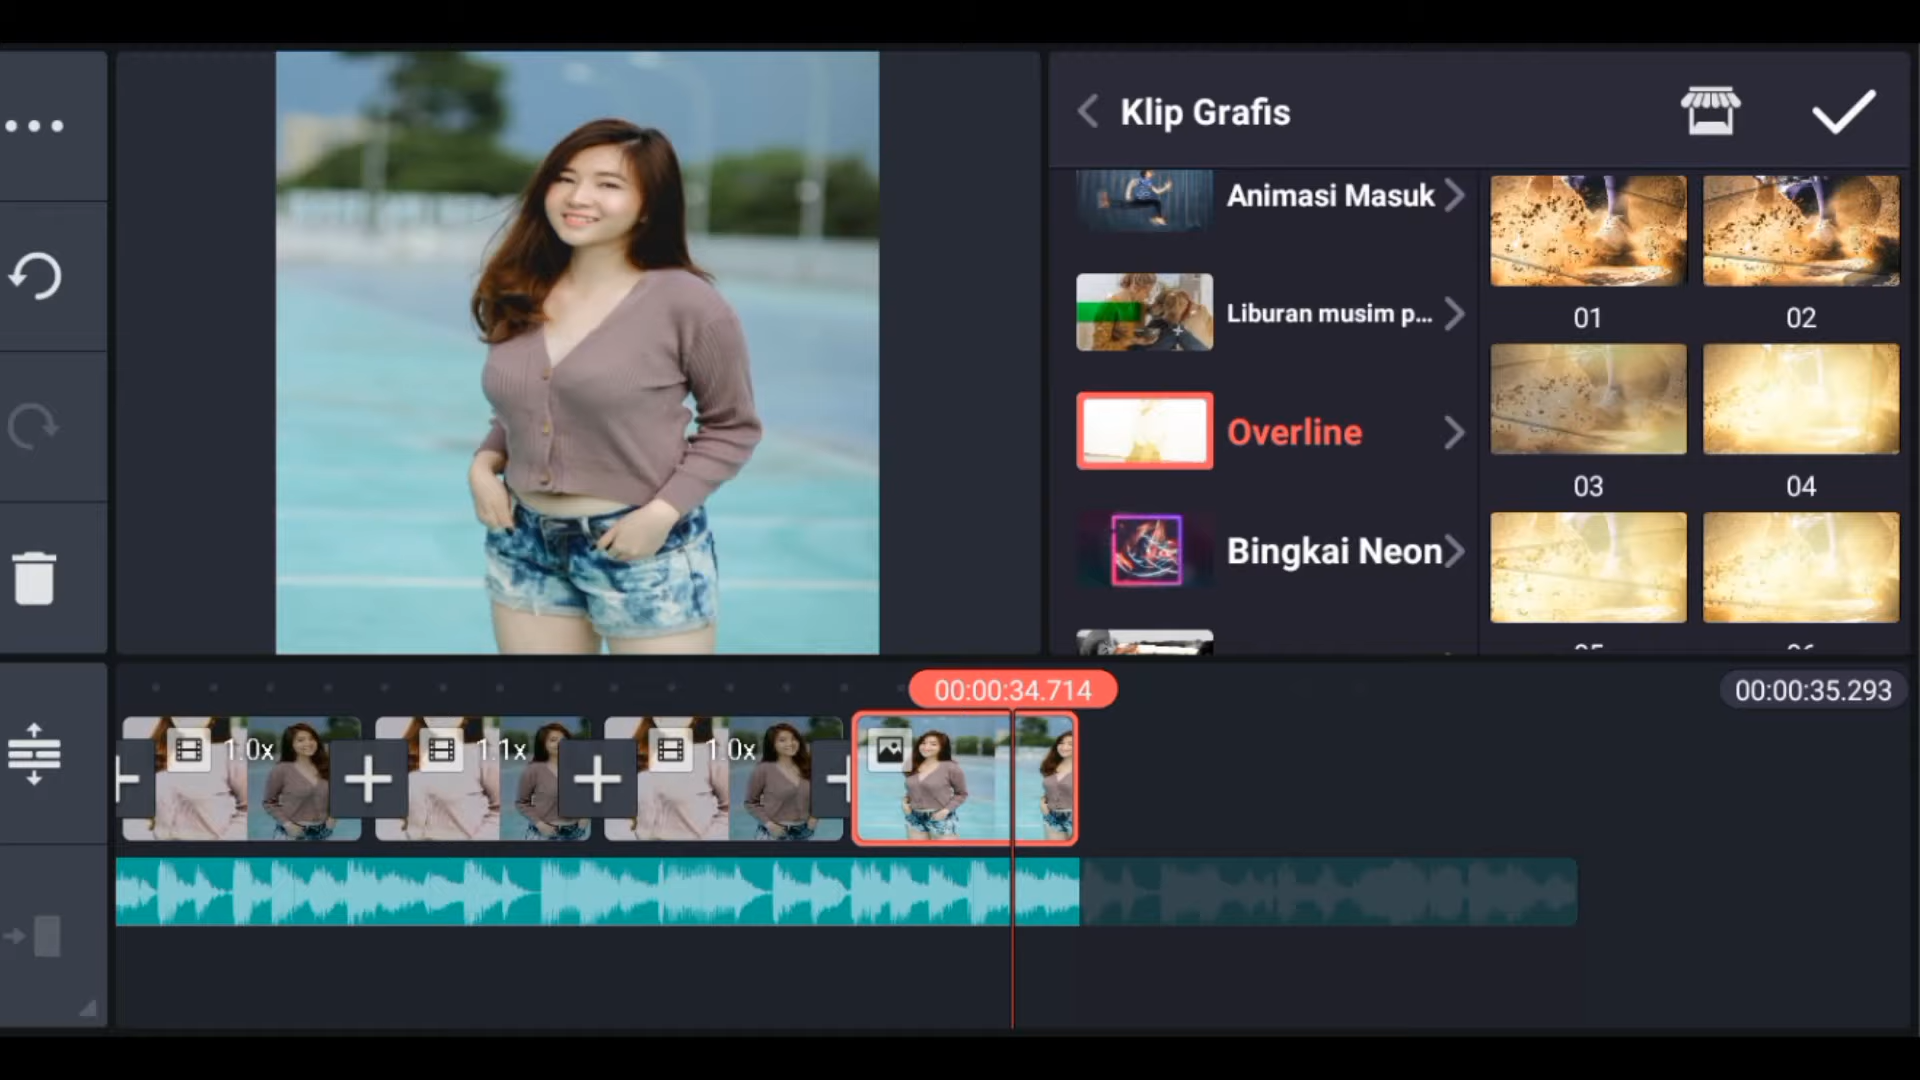 Klip Grafis
Animasi Masuk
Liburan musim p...
Overline
Bingkai Neon
01
02
03
04
00:00:34.714
00:00:35.293
1.0x
1.1x
1.0x